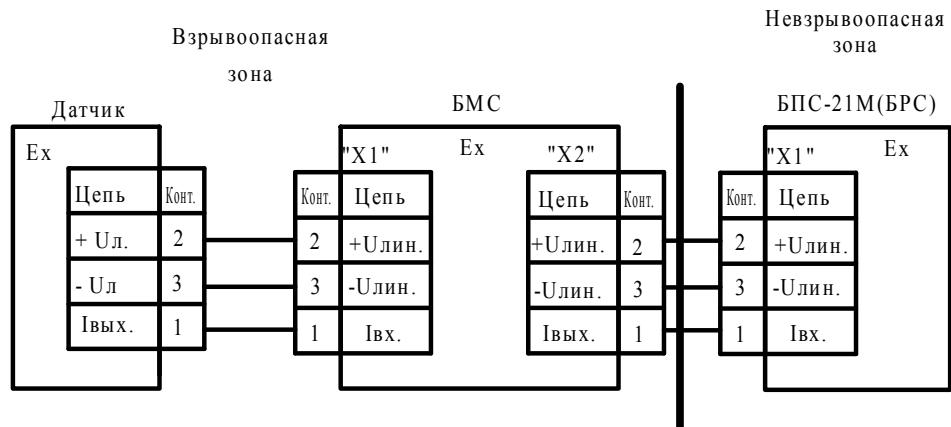 Взрывоопасная
зона
Невзрывоопасная
зона
Датчик
Ex
Цепь Конт.
+ Uл. 2
- Uл 3
Iвых. 1
БМС
Ex
"X1"
Конт. Цепь
2 +Uлин.
3 -Uлин.
1 Iвх.
"X2"
Цепь Конт.
+Uлин. 2
-Uлин. 3
Iвых. 1
БПС-21М(БРС)
"X1" Ex
Конт. Цепь
2 +Uлин.
3 -Uлин.
1 Iвх.